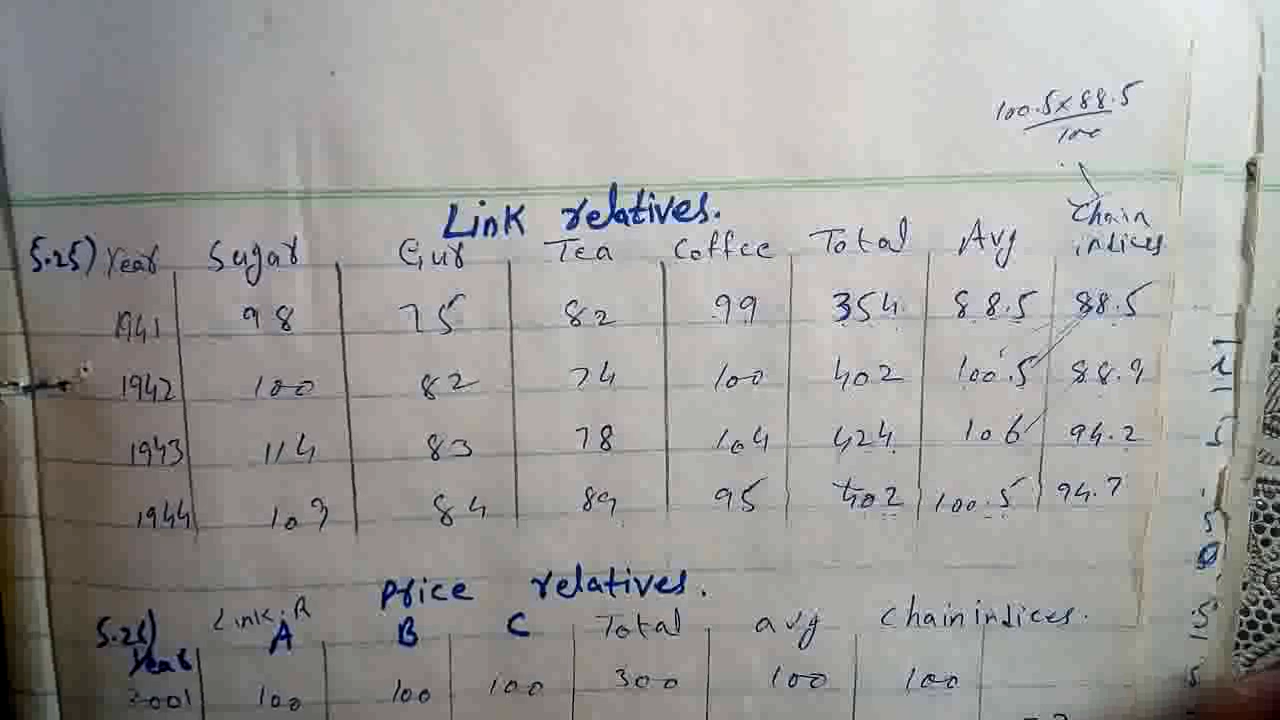 100.5×88.5
100
Link relatives.
5.25) Year Sugar Gur Tea Coffee Total Avg Chain indices
1941 98 75 82 99 354 88.5 88.5
1942 100 82 74 100 402 100.5 88.9
1943 114 83 78 104 424 106 94.2
1944 103 84 89 95 402 100.5 94.7
Price relatives.
Link.R
Year A B C Total avg Chain indices.
2001 100 100 100 300 100 100